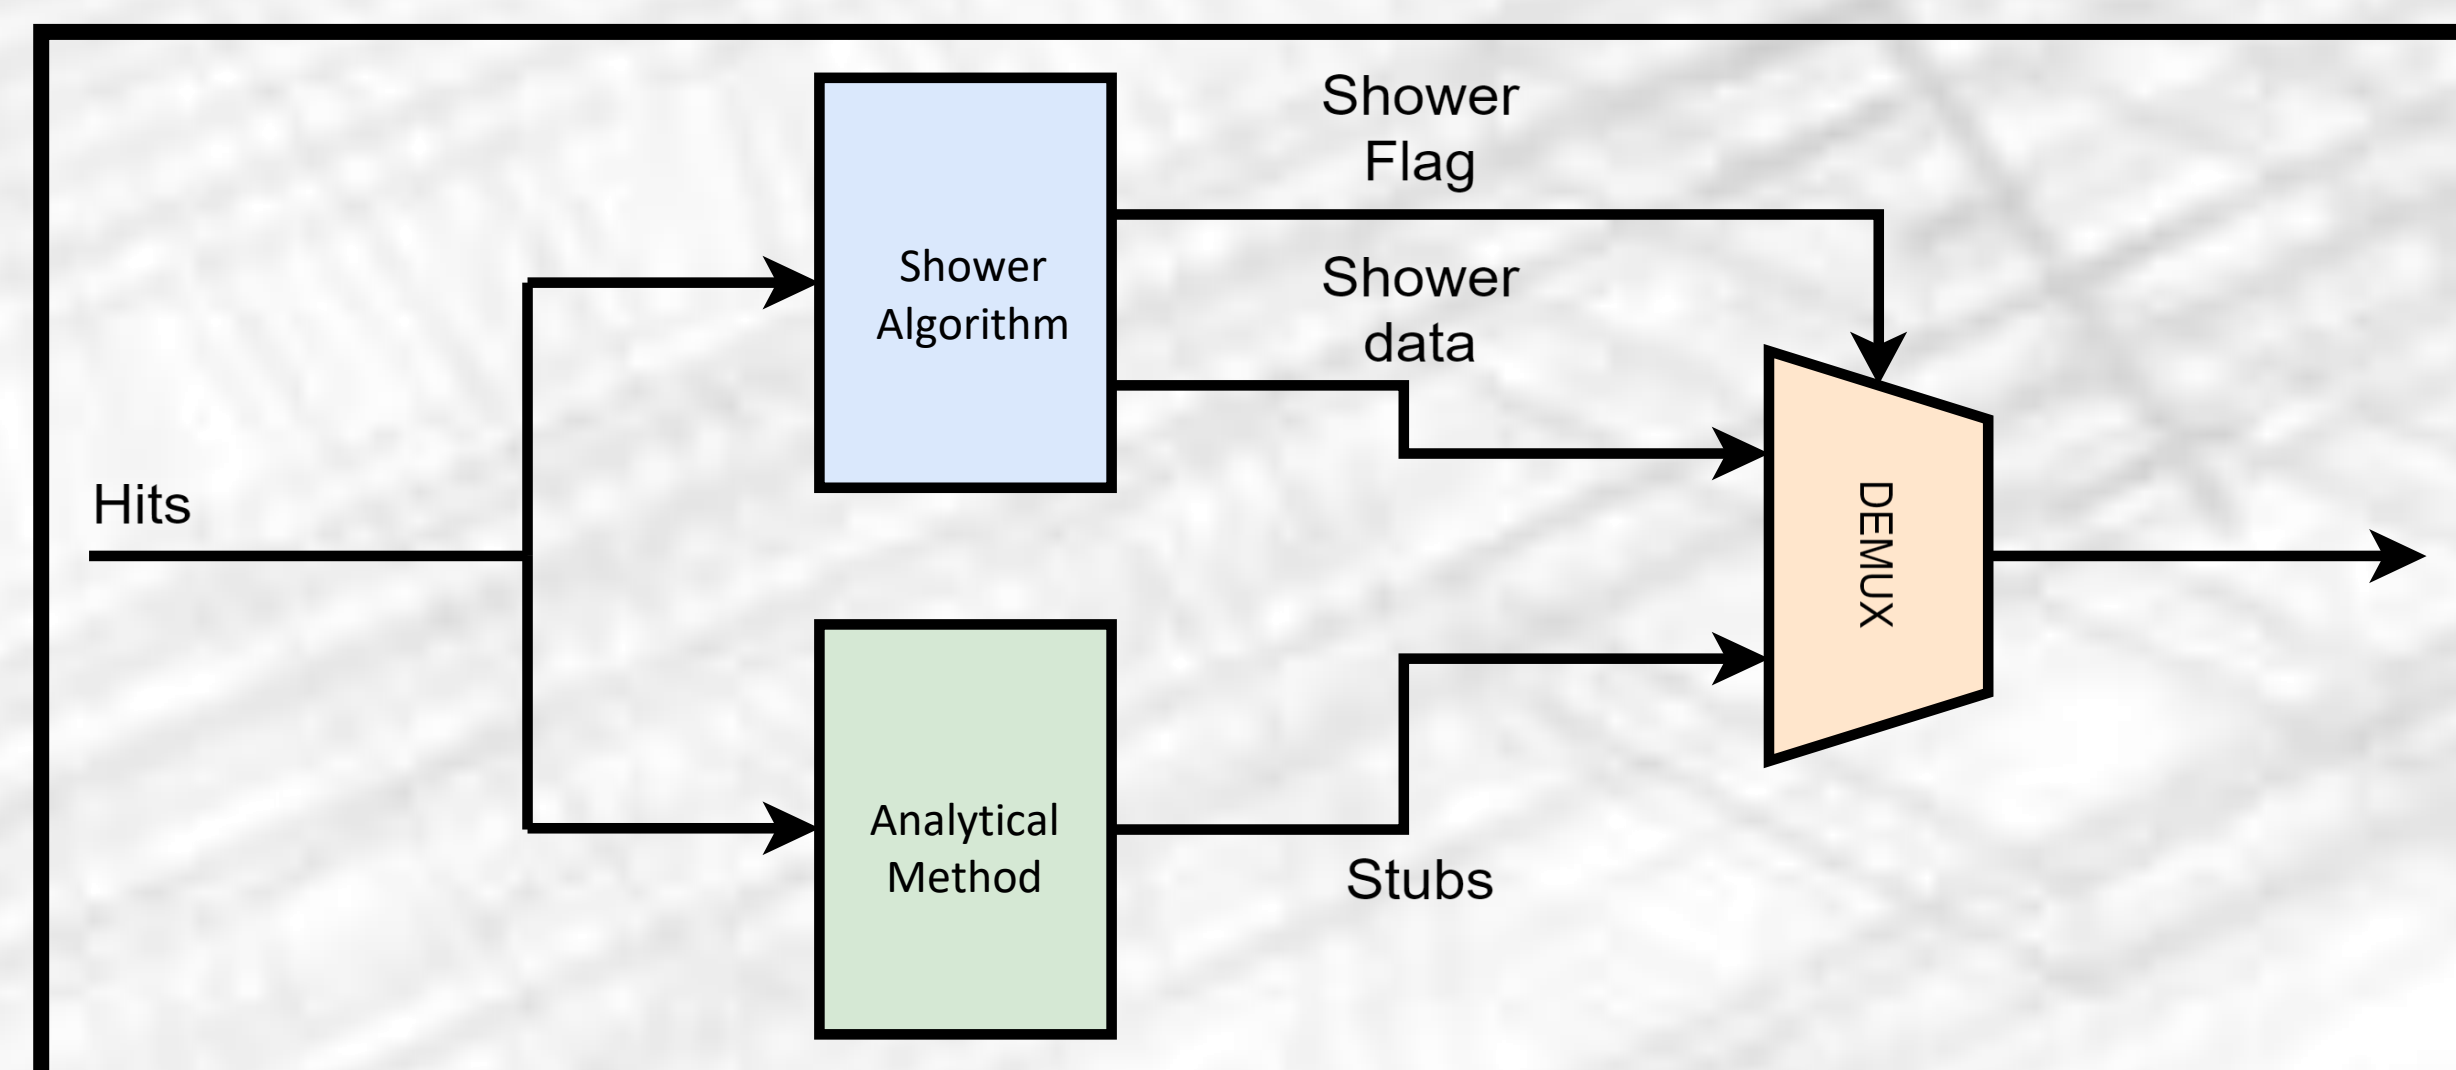 Shower
Flag
Shower
Algorithm
Shower
data
Hits
DEMUX
Analytical
Method
Stubs